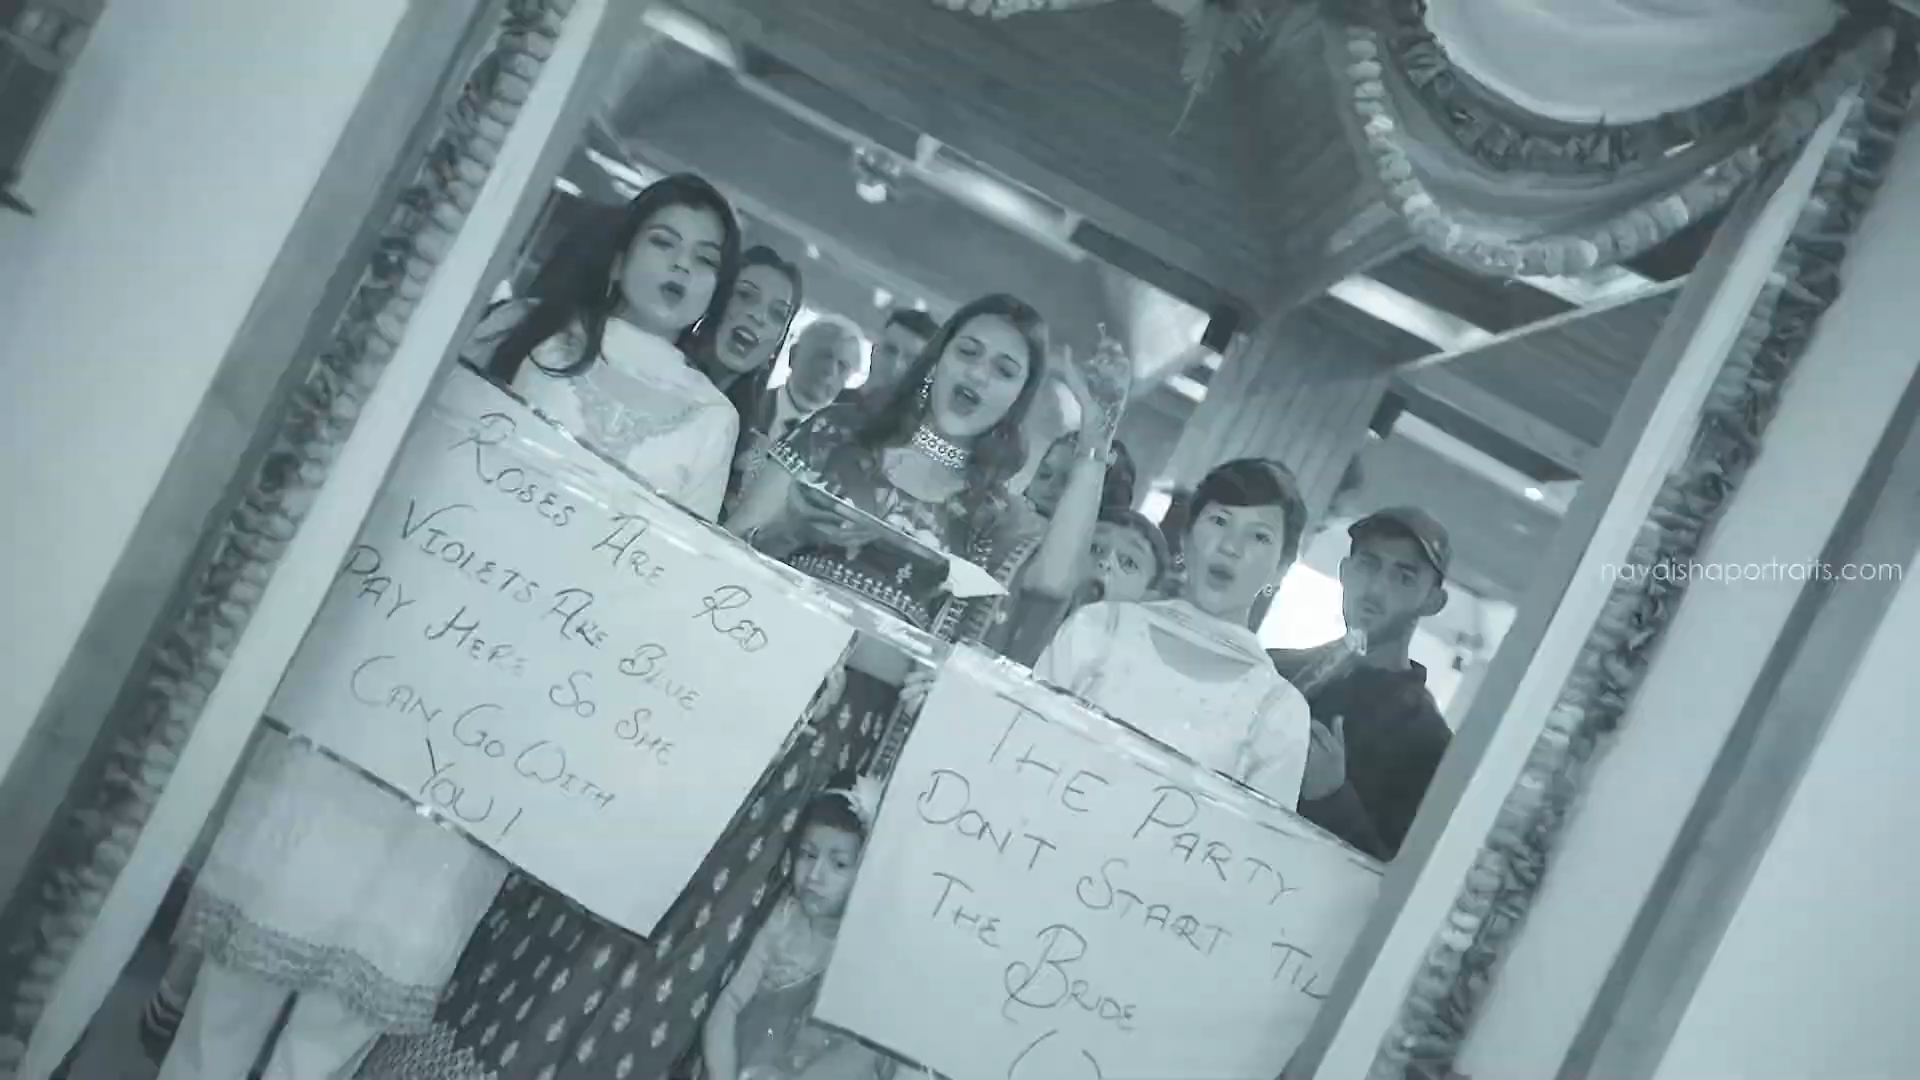 Roses Are Red
Violets Are Blue
Pay Here So She
Can Go With
You!
The Party
Don't Start 'Til
The Bride
navdishaportraits.com